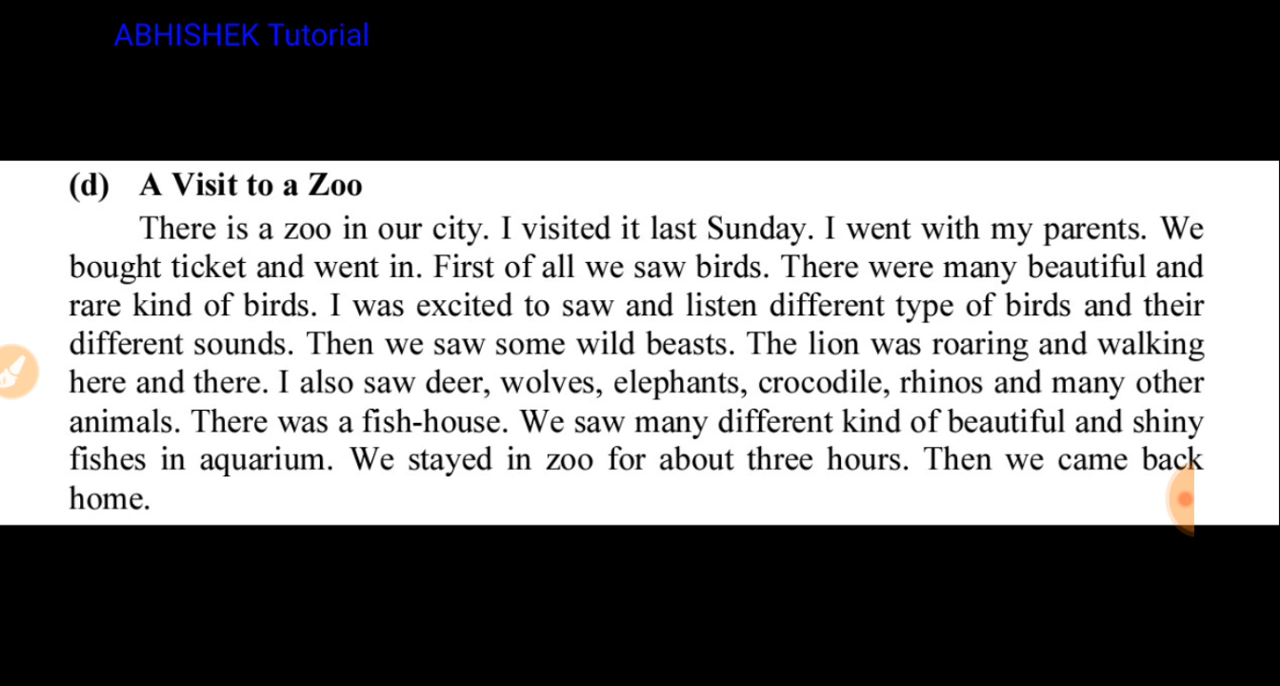 ABHISHEK Tutorial
(d) A Visit to a Zoo
There is a zoo in our city. I visited it last Sunday. I went with my parents. We
bought ticket and went in. First of all we saw birds. There were many beautiful and
rare kind of birds. I was excited to saw and listen different type of birds and their
different sounds. Then we saw some wild beasts. The lion was roaring and walking
here and there. I also saw deer, wolves, elephants, crocodile, rhinos and many other
animals. There was a fish-house. We saw many different kind of beautiful and shiny
fishes in aquarium. We stayed in zoo for about three hours. Then we came back
home.